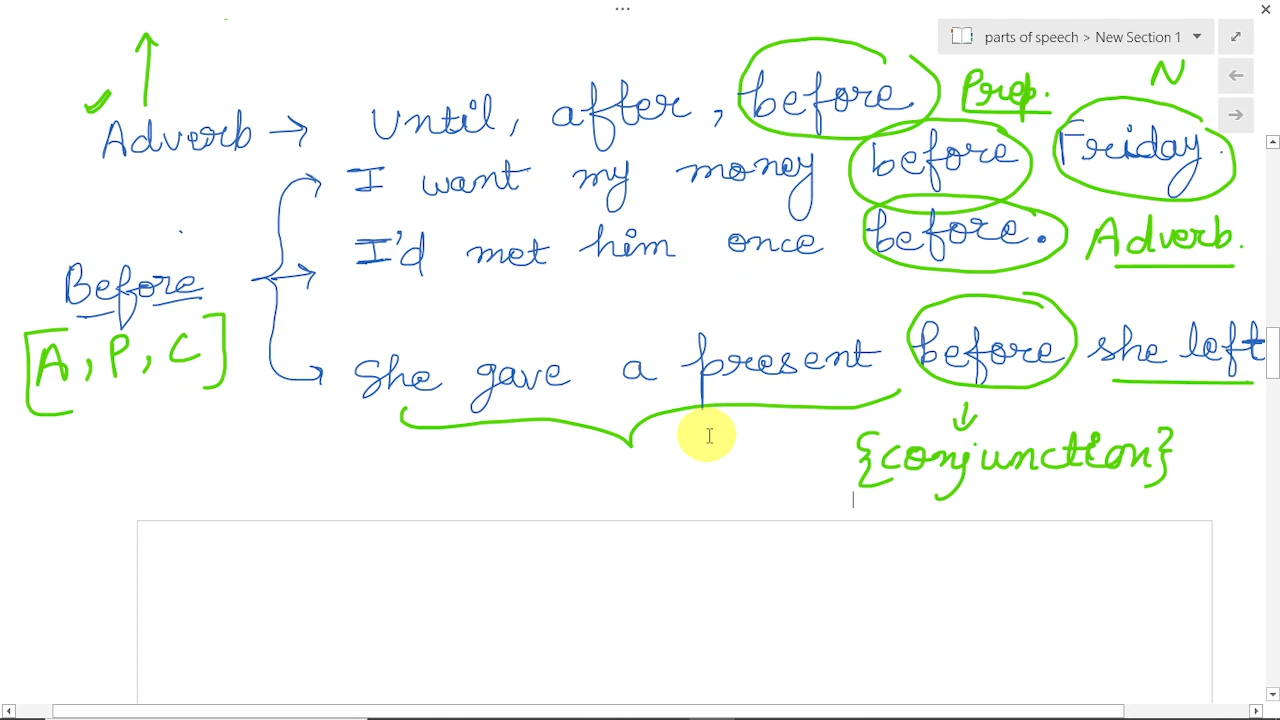 ...
parts of speech > New Section 1
N
Adverb → Until, after, before Prep.
I want my money before Friday.
I'd met him once before. Adverb.
Before
[A, P, C]
She gave a present before she left
{conjunction}